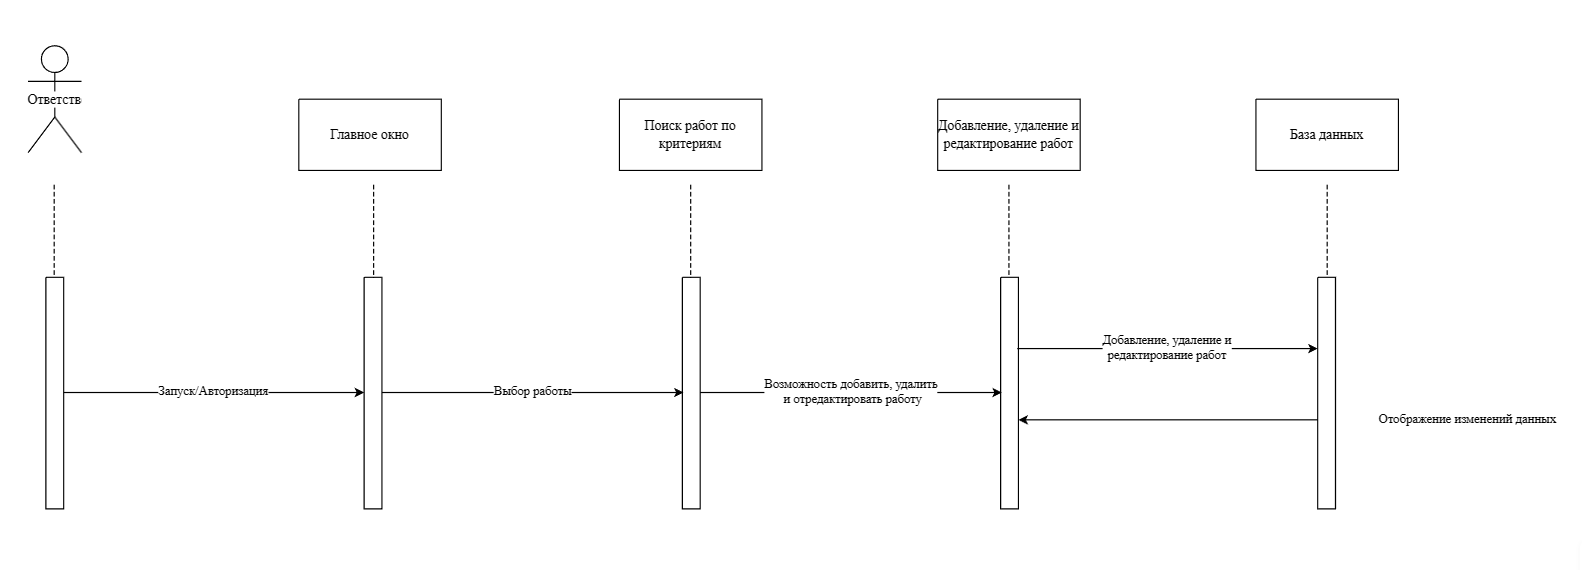 Ответств
Главное окно
Поиск работ по
критериям
Добавление, удаление и
редактирование работ
База данных
Запуск/Авторизация
Выбор работы
Возможность добавить, удалить
и отредактировать работу
Добавление, удаление и
редактирование работ
Отображение изменений данных